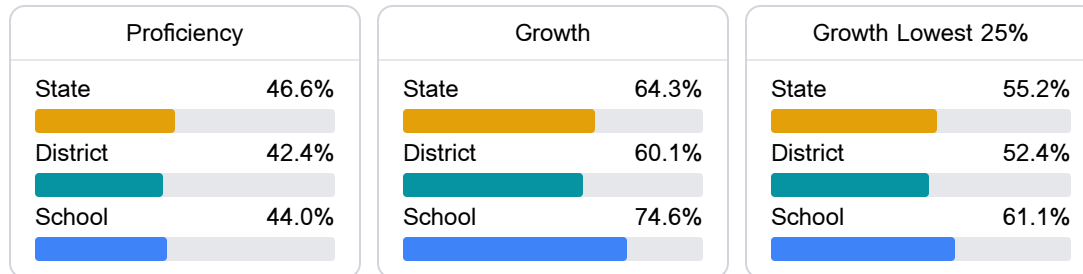 Proficiency
State 46.6%
District 42.4%
School 44.0%
Growth
State 64.3%
District 60.1%
School 74.6%
Growth Lowest 25%
State 55.2%
District 52.4%
School 61.1%